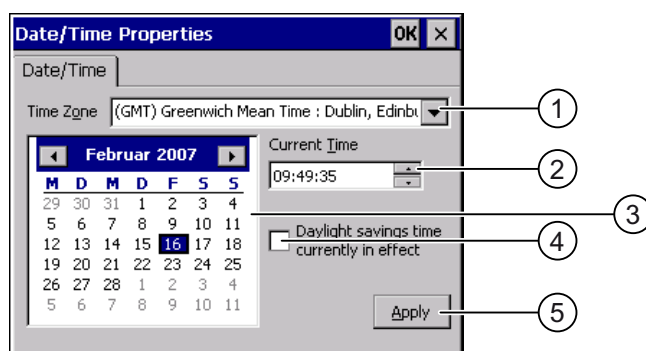 Date/Time Properties OK ×
Date/Time
Time Zone (GMT) Greenwich Mean Time : Dublin, Edinbu 1
Februar 2007
Current Time
09:49:35 2
M D M D F S S
29 30 31 1 2 3 4
5 6 7 8 9 10 11
12 13 14 15 16 17 18
19 20 21 22 23 24 25
26 27 28 1 2 3 4
5 6 7 8 9 10 11
3
Daylight savings time
currently in effect
4
Apply 5